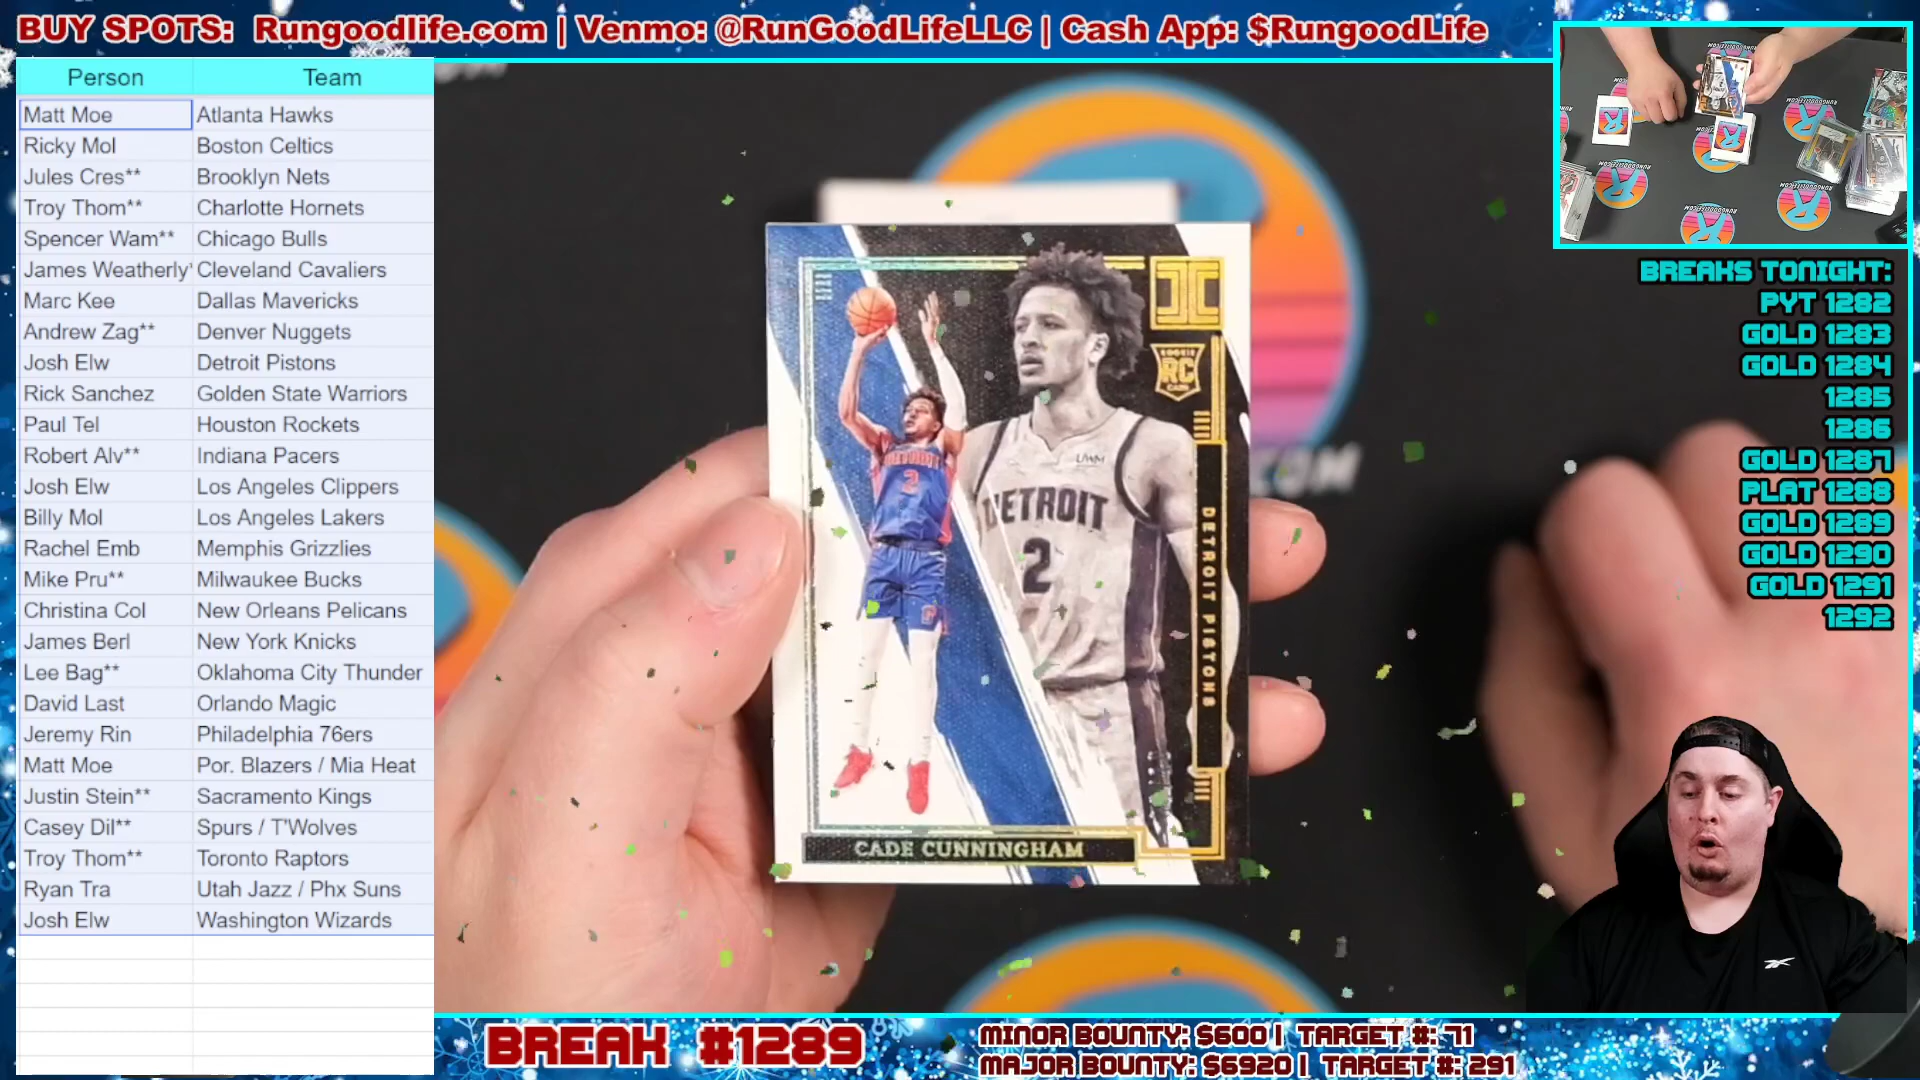 BUY SPOTS: Rungoodlife.com | Venmo: @RunGoodLifeLLC | Cash App: $RungoodLife
Person Team
Matt Moe Atlanta Hawks
Ricky Mol Boston Celtics
Jules Cres** Brooklyn Nets
Troy Thom** Charlotte Hornets
Spencer Wam** Chicago Bulls
James Weatherly* Cleveland Cavaliers
Marc Kee Dallas Mavericks
Andrew Zag** Denver Nuggets
Josh Elw Detroit Pistons
Rick Sanchez Golden State Warriors
Paul Tel Houston Rockets
Robert Alv** Indiana Pacers
Josh Elw Los Angeles Clippers
Billy Mol Los Angeles Lakers
Rachel Emb Memphis Grizzlies
Mike Pru** Milwaukee Bucks
Christina Col New Orleans Pelicans
James Berl New York Knicks
Lee Bag** Oklahoma City Thunder
David Last Orlando Magic
Jeremy Rin Philadelphia 76ers
Matt Moe Por. Blazers / Mia Heat
Justin Stein** Sacramento Kings
Casey Dil** Spurs / T'Wolves
Troy Thom** Toronto Raptors
Ryan Tra Utah Jazz / Phx Suns
Josh Elw Washington Wizards
ROOKIE
RC
CARD
UWM
DETROIT
2
DETROIT
2
DETROIT PISTONS
CADE CUNNINGHAM
BREAKS TONIGHT:
PYT 1282
GOLD 1283
GOLD 1284
1285
1286
GOLD 1287
PLAT 1288
GOLD 1289
GOLD 1290
GOLD 1291
1292
BREAK #1289
MINOR BOUNTY: $600 | TARGET #: 71
MAJOR BOUNTY: $6920 | TARGET #: 291